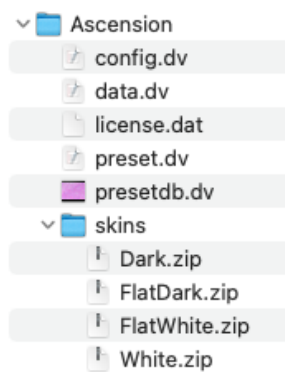 Ascension
config.dv
data.dv
license.dat
preset.dv
presetdb.dv
skins
Dark.zip
FlatDark.zip
FlatWhite.zip
White.zip